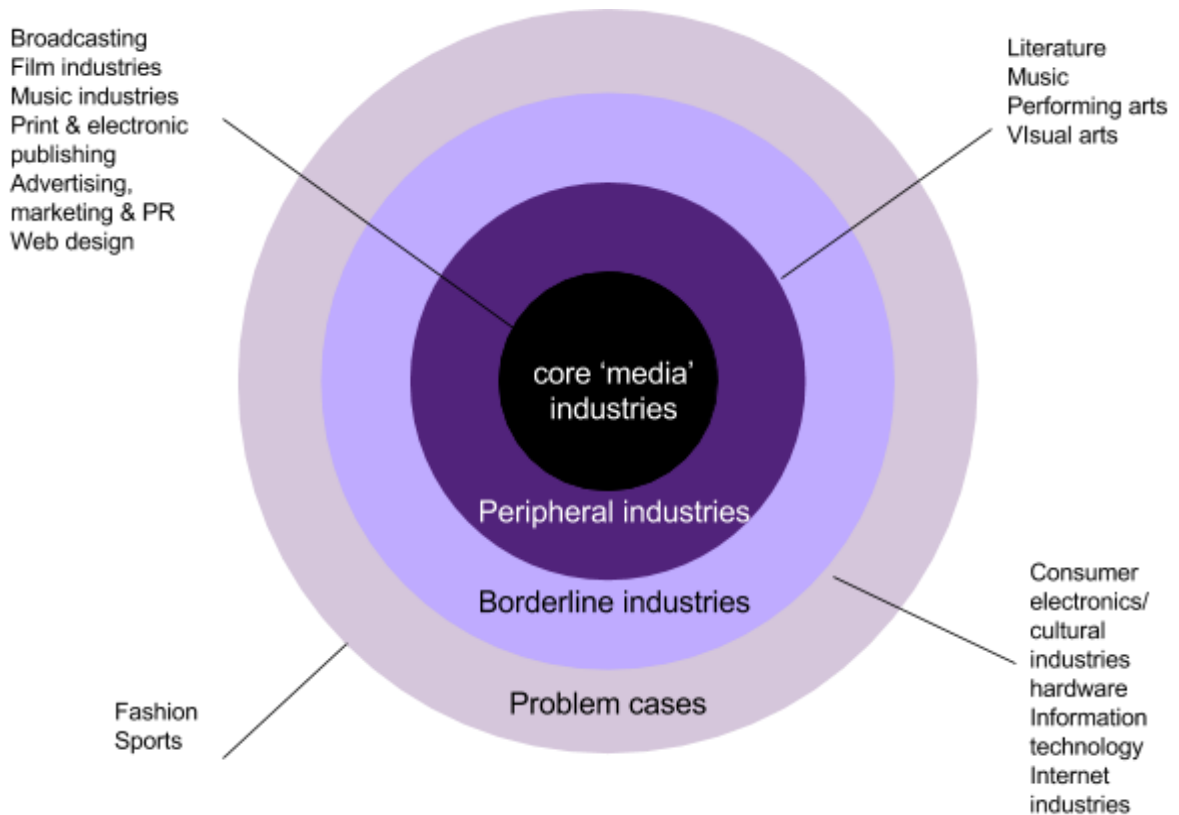 Broadcasting
Film industries
Music industries
Print & electronic
publishing
Advertising,
marketing & PR
Web design
Literature
Music
Performing arts
VIsual arts
core ‘media’
industries
Peripheral industries
Borderline industries
Problem cases
Fashion
Sports
Consumer
electronics/
cultural
industries
hardware
Information
technology
Internet
industries